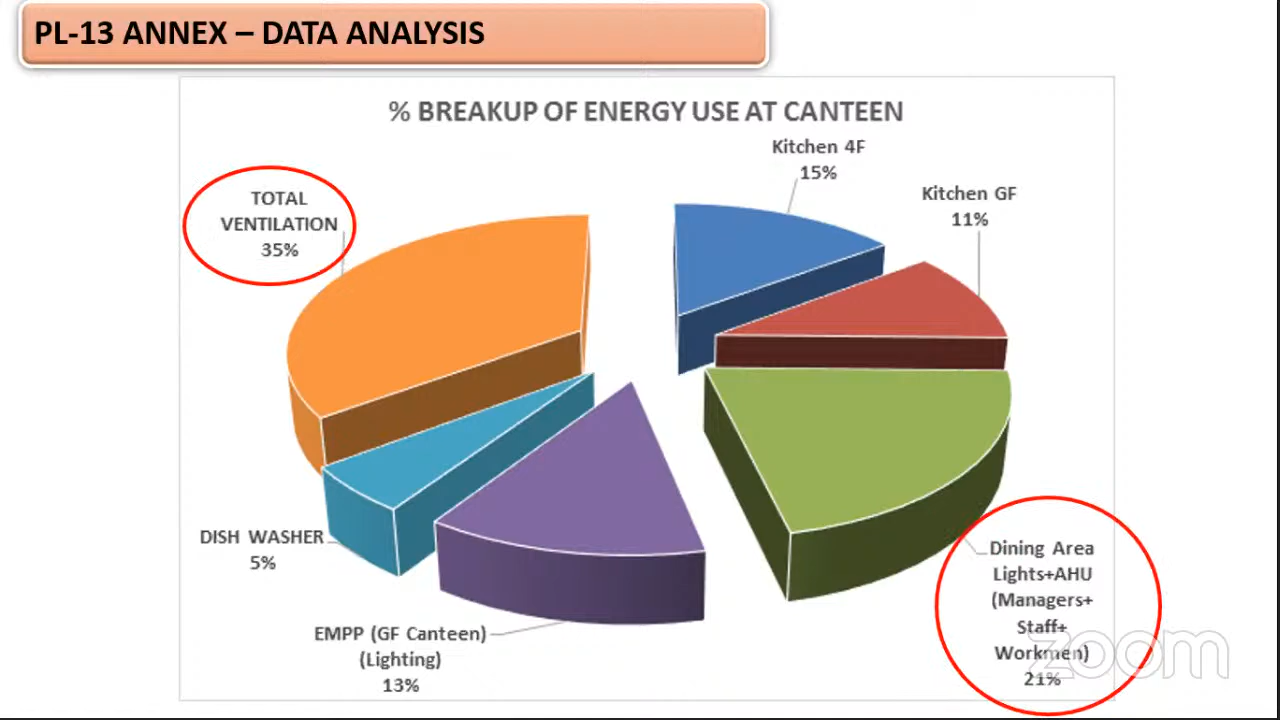 PL-13 ANNEX – DATA ANALYSIS
% BREAKUP OF ENERGY USE AT CANTEEN
Kitchen 4F
15%
Kitchen GF
11%
TOTAL
VENTILATION
35%
DISH WASHER
5%
EMPP (GF Canteen)
(Lighting)
13%
Dining Area
Lights+AHU
(Managers+
Staff+
Workmen)
21%
zoom